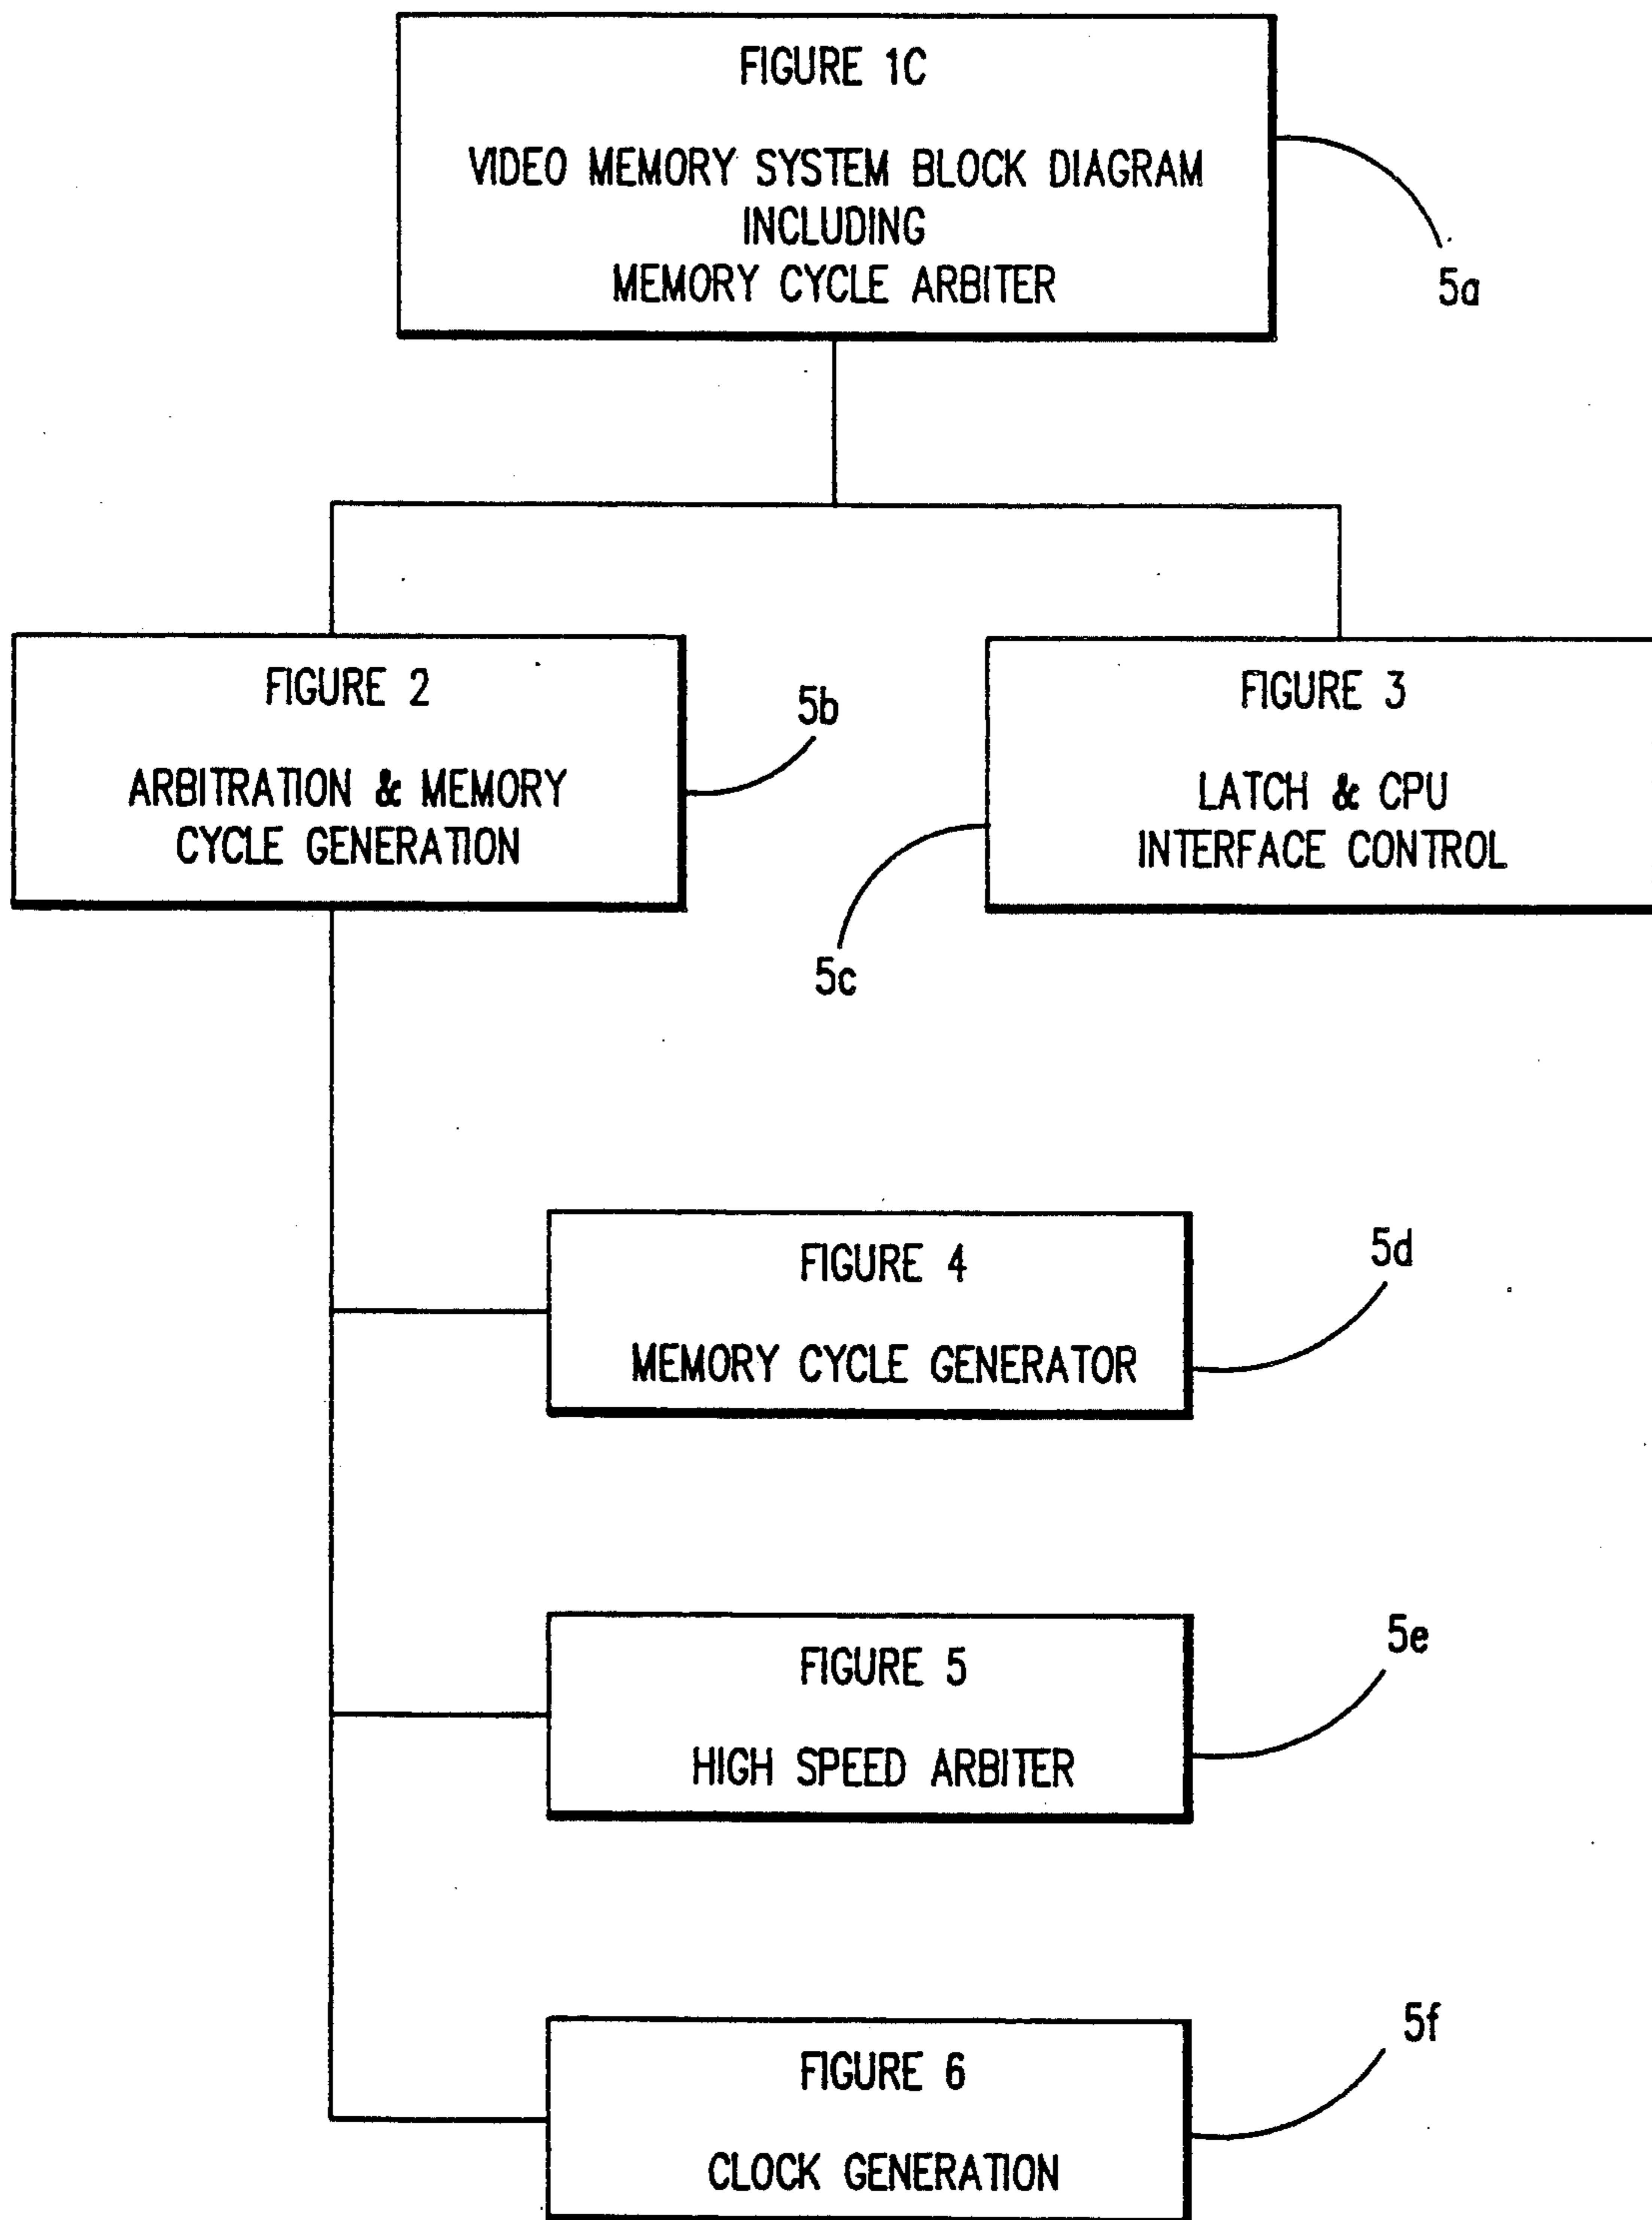 FIGURE 1C
VIDEO MEMORY SYSTEM BLOCK DIAGRAM
INCLUDING
MEMORY CYCLE ARBITER
5a
FIGURE 2
ARBITRATION & MEMORY
CYCLE GENERATION
5b
FIGURE 3
LATCH & CPU
INTERFACE CONTROL
5c
FIGURE 4
MEMORY CYCLE GENERATOR
5d
FIGURE 5
HIGH SPEED ARBITER
5e
FIGURE 6
CLOCK GENERATION
5f